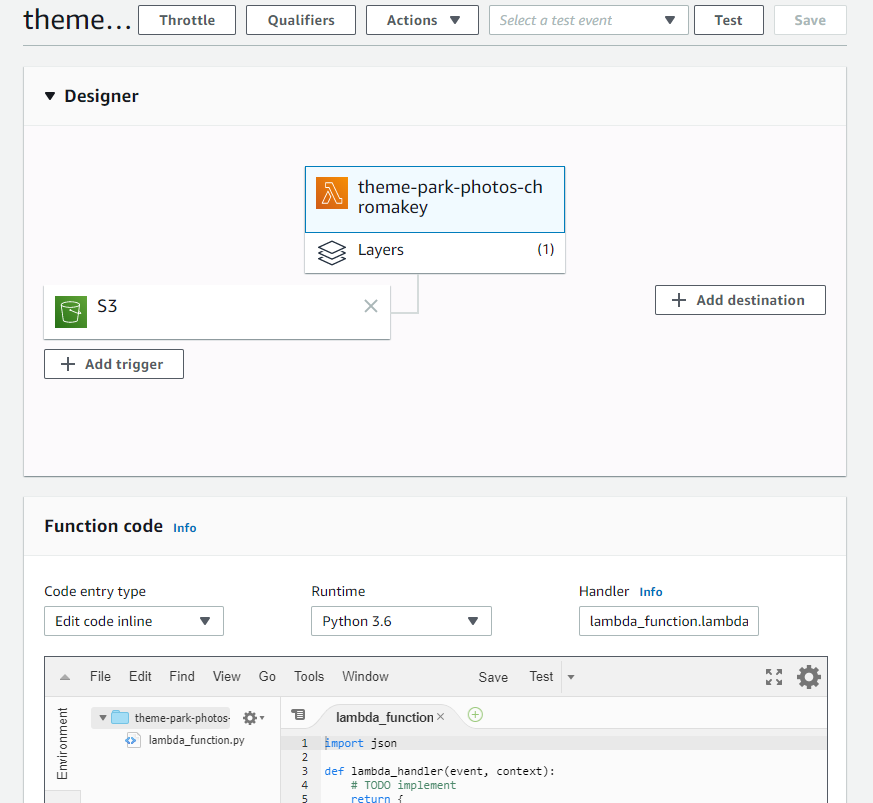 theme...
Throttle
Qualifiers
Actions
Select a test event
Test
Save
Designer
theme-park-photos-ch
romakey
Layers
(1)
S3
Add destination
Add trigger
Function code Info
Code entry type
Runtime
Handler Info
Edit code inline
Python 3.6
lambda_function.lambda
File Edit Find View Go Tools Window Save Test
Environment
theme-park-photos-
lambda_function.py
lambda_function
1 import json
2
3 def lambda_handler(event, context):
4 # TODO implement
5 return {